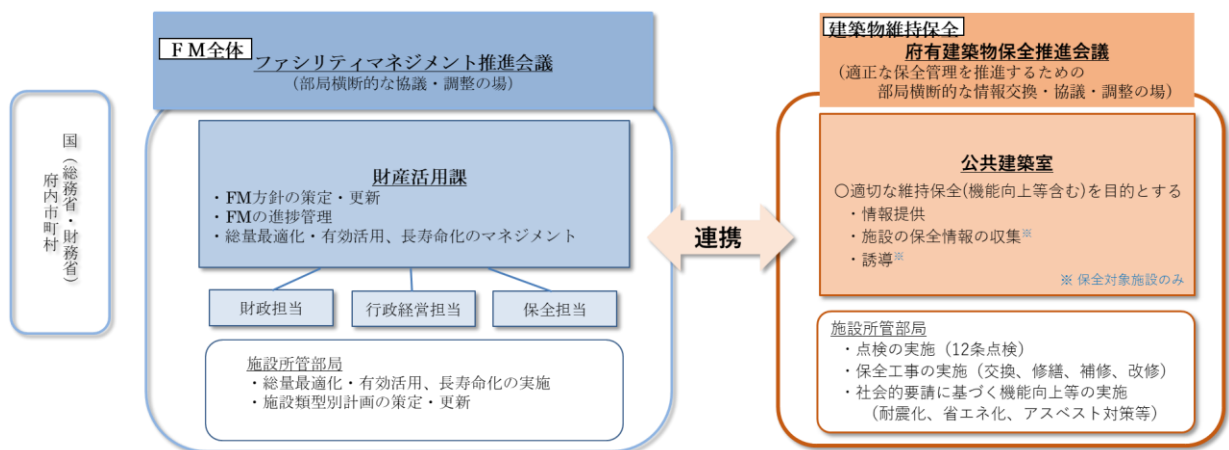 国(総務省・財務省)
府内市町村
FM全体
ファシリティマネジメント推進会議
(部局横断的な協議・調整の場)
財産活用課
・FM方針の策定・更新
・FMの進捗管理
・総量最適化・有効活用、長寿命化のマネジメント
財政担当
行政経営担当
保全担当
施設所管部局
・総量最適化・有効活用、長寿命化の実施
・施設類型別計画の策定・更新
連携
建築物維持保全
府有建築物保全推進会議
(適正な保全管理を推進するための
部局横断的な情報交換・協議・調整の場)
公共建築室
〇適切な維持保全(機能向上等含む)を目的とする
・情報提供
・施設の保全情報の収集※
・誘導※
※ 保全対象施設のみ
施設所管部局
・点検の実施(12条点検)
・保全工事の実施(交換、修繕、補修、改修)
・社会的要請に基づく機能向上等の実施
(耐震化、省エネ化、アスベスト対策等)